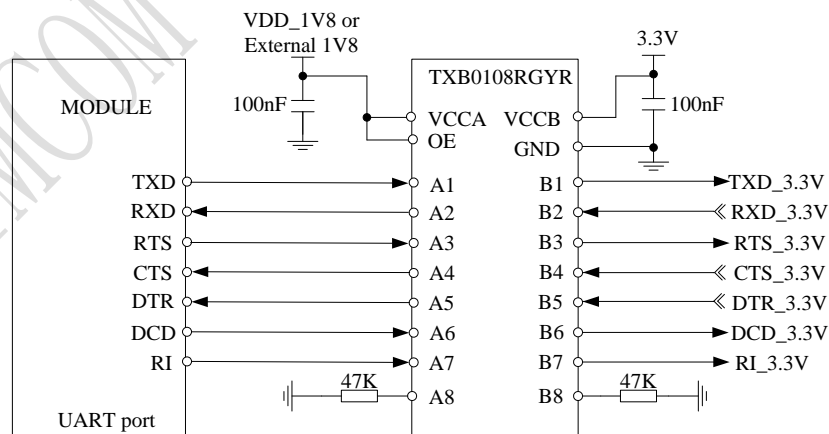 VDD_1V8 or
External 1V8
3.3V
TXB0108RGYR
MODULE
100nF
100nF
VCCA VCCB
OE
GND
TXD A1 B1 TXD_3.3V
RXD A2 B2 RXD_3.3V
RTS A3 B3 RTS_3.3V
CTS A4 B4 CTS_3.3V
DTR A5 B5 DTR_3.3V
DCD A6 B6 DCD_3.3V
RI A7 B7 RI_3.3V
47K A8 B8 47K
UART port